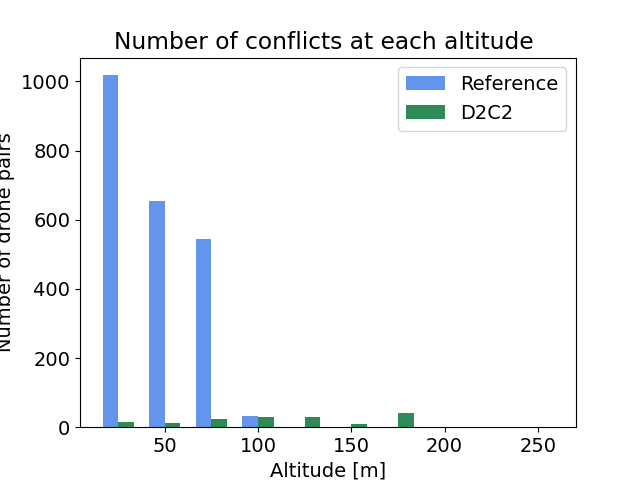 Number of conflicts at each altitude
Reference
D2C2
Number of drone pairs
1000
800
600
400
200
0
50
100
150
200
250
Altitude [m]